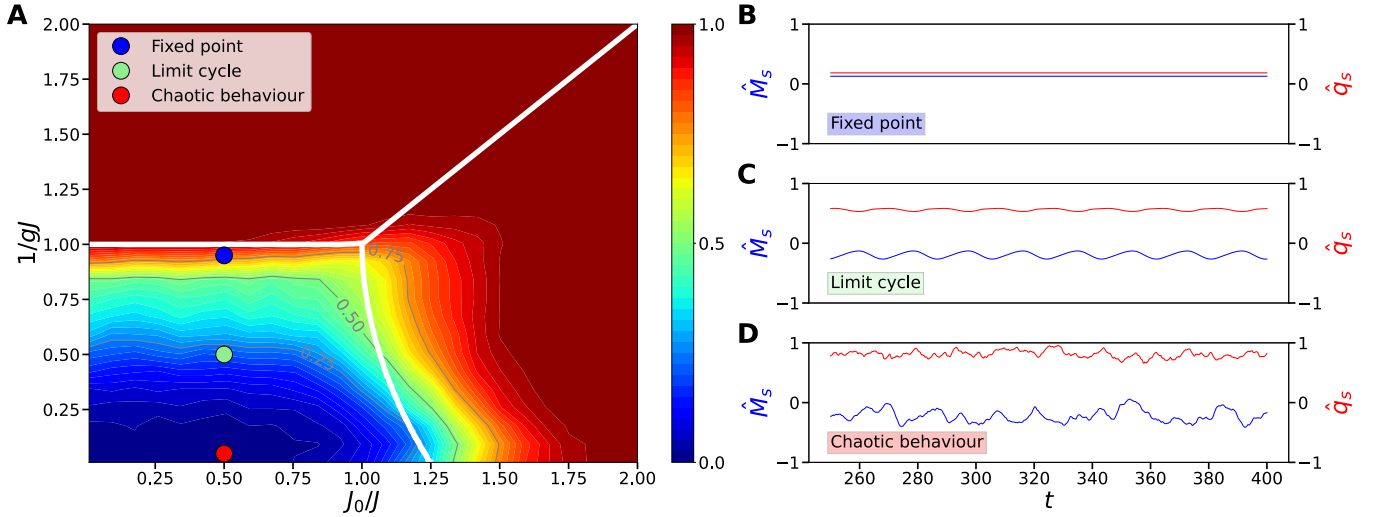 A
2.00
1.75
1.50
1.25
1.00
0.75
0.50
0.25
1/gJ
Fixed point
Limit cycle
Chaotic behaviour
0.75
0.50
0.25
0.25
0.50
0.75
1.00
1.25
1.50
1.75
2.00
J₀/J
1.0
0.5
0.0
B
1
0
−1
M̂ₛ
Fixed point
1
0
−1
q̂ₛ
C
1
0
−1
M̂ₛ
Limit cycle
1
0
−1
q̂ₛ
D
1
0
−1
M̂ₛ
Chaotic behaviour
1
0
−1
q̂ₛ
260
280
300
320
340
360
380
400
t